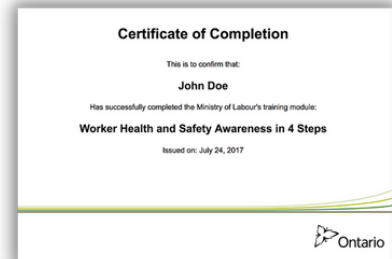 Certificate of Completion
This is to confirm that:
John Doe
Has successfully completed the Ministry of Labour's training module:
Worker Health and Safety Awareness in 4 Steps
Issued on: July 24, 2017
Ontario